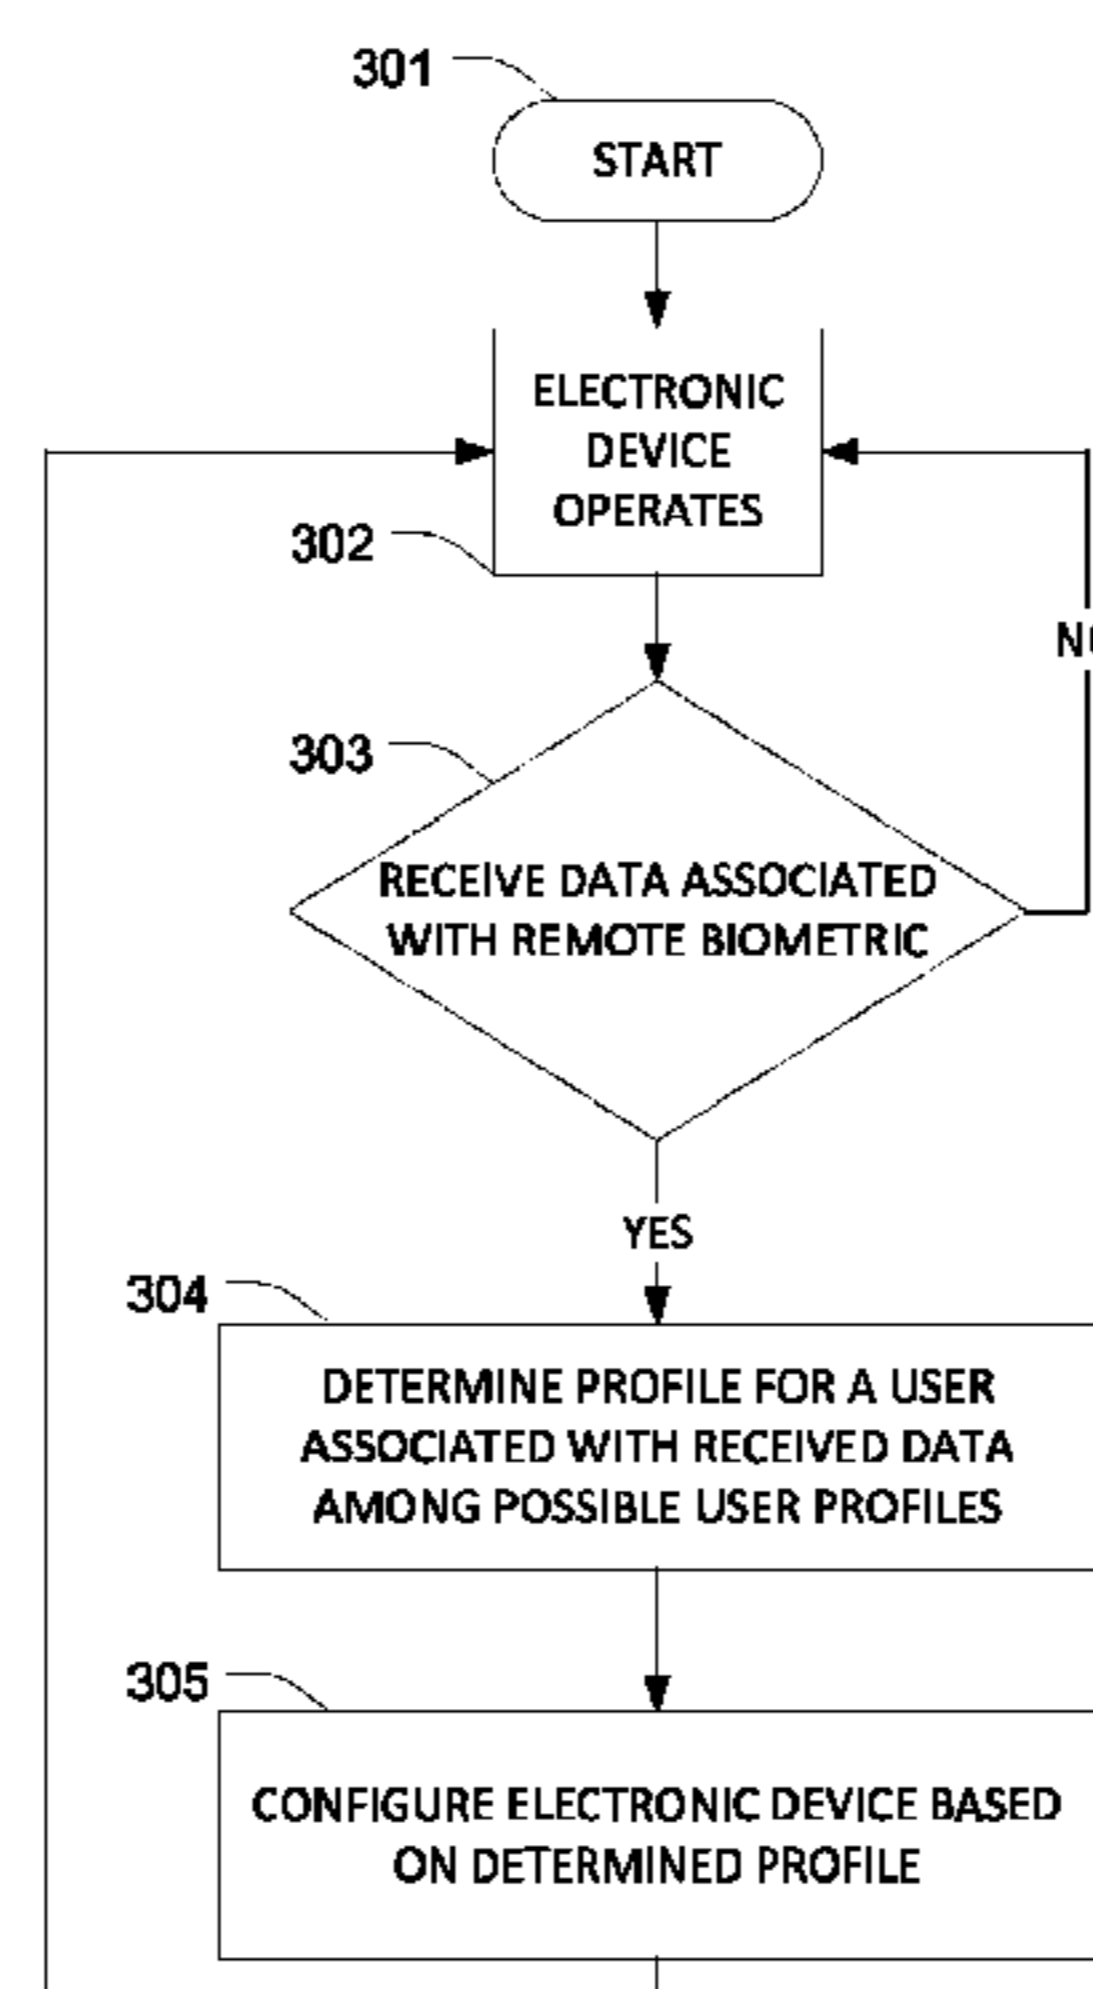 301
START
ELECTRONIC
DEVICE
OPERATES
302
303
RECEIVE DATA ASSOCIATED
WITH REMOTE BIOMETRIC
YES
304
DETERMINE PROFILE FOR A USER
ASSOCIATED WITH RECEIVED DATA
AMONG POSSIBLE USER PROFILES
305
CONFIGURE ELECTRONIC DEVICE BASED
ON DETERMINED PROFILE